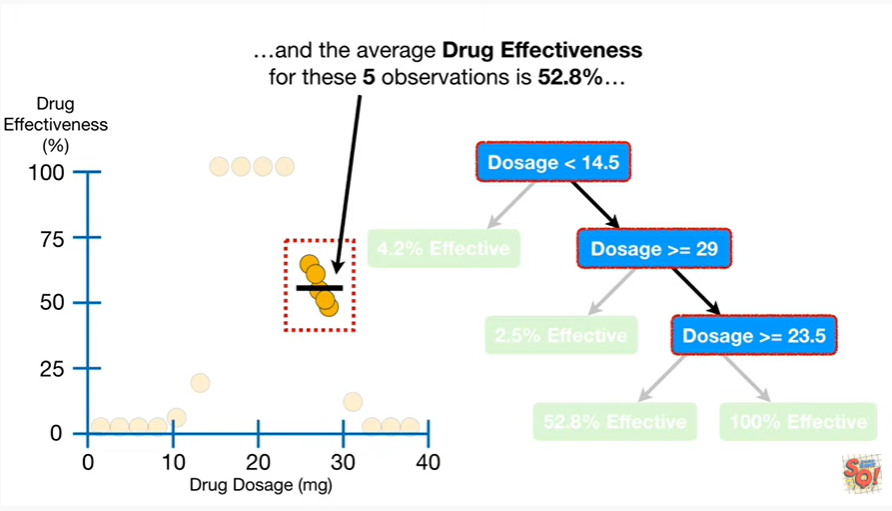 …and the average Drug Effectiveness
for these 5 observations is 52.8%…
Drug
Effectiveness
(%)
100
75
50
25
0
0
10
20
30
40
Drug Dosage (mg)
Dosage < 14.5
4.2% Effective
Dosage >= 29
2.5% Effective
Dosage >= 23.5
52.8% Effective
100% Effective